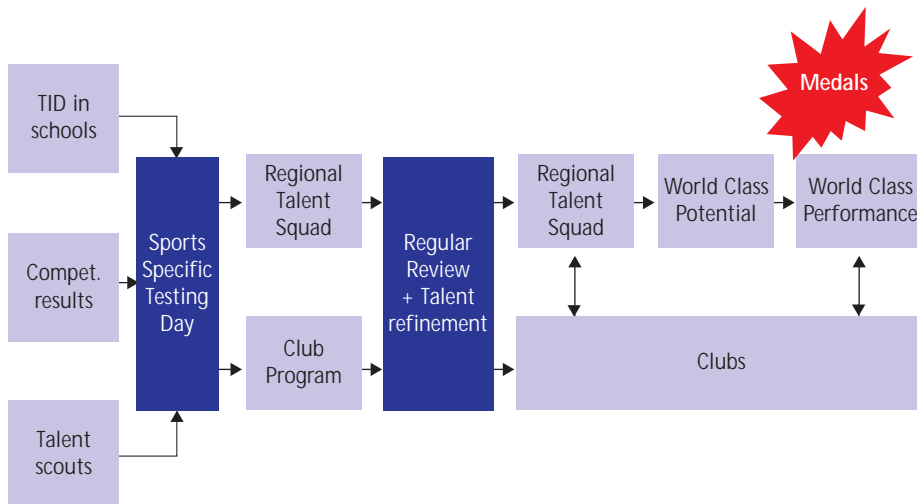 Medals
TID in
schools
Regional
Talent
Squad
Regional
Talent
Squad
World Class
Potential
World Class
Performance
Compet.
results
Sports
Specific
Testing
Day
Regular
Review
+ Talent
refinement
Club
Program
Clubs
Talent
scouts